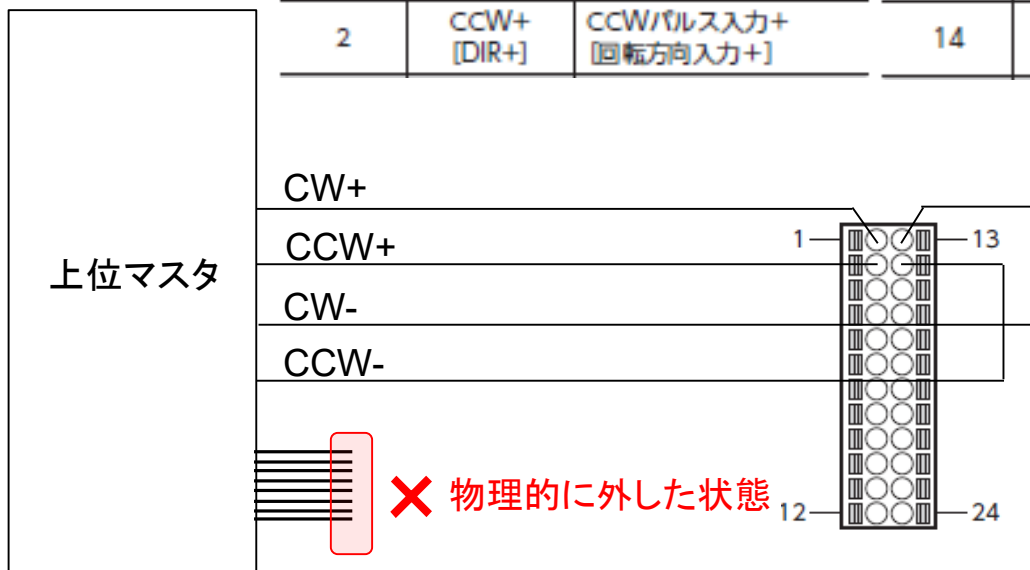 2
CCW+
[DIR+]
CCWパルス入力+
[回転方向入力+]
14
CW+
CCW+
CW-
CCW-
上位マスタ
1
13
12
24
物理的に外した状態